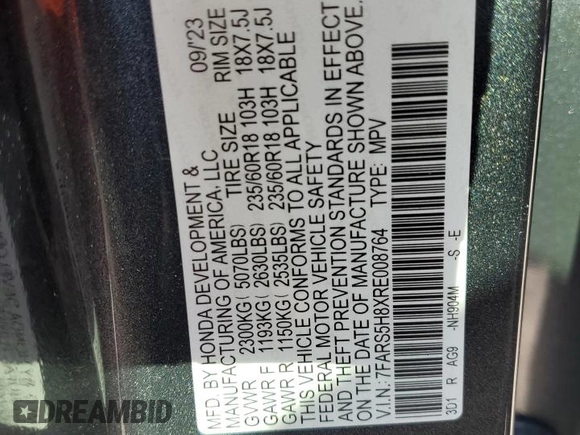 MFD. BY HONDA DEVELOPMENT & 09/'23
MANUFACTURING OF AMERICA, LLC
TIRE SIZE RIM SIZE
GVWR 2300KG( 5070LBS)
GAWR F 1193KG( 2630LBS) 235/60R18 103H 18X7.5J
GAWR R 1150KG( 2535LBS) 235/60R18 103H 18X7.5J
THIS VEHICLE CONFORMS TO ALL APPLICABLE
FEDERAL MOTOR VEHICLE SAFETY
AND THEFT PREVENTION STANDARDS IN EFFECT
ON THE DATE OF MANUFACTURE SHOWN ABOVE.
V.I.N.:7FARS5H8XRE008764 TYPE: MPV
3D1 R AG9 -NH904M -S -E
DREAMBID